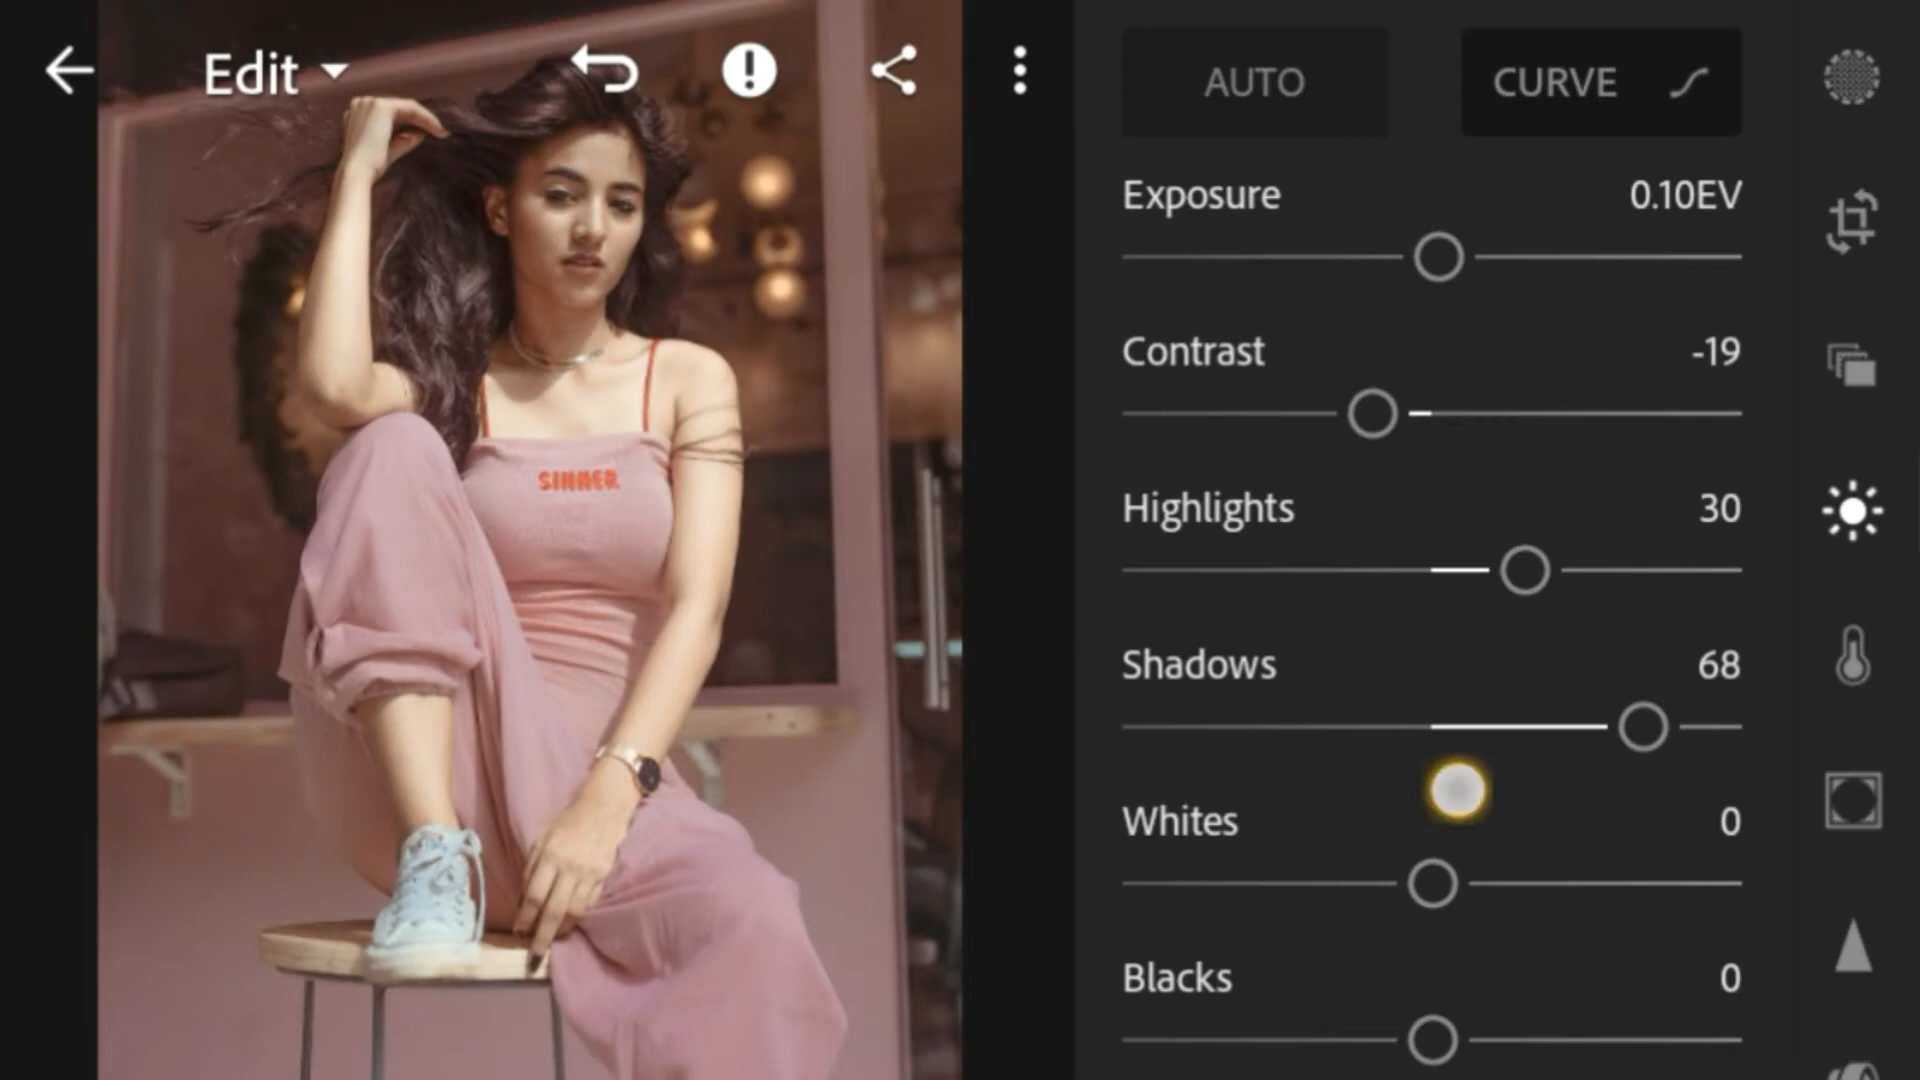 Edit
AUTO
CURVE
Exposure 0.10EV
Contrast -19
Highlights 30
Shadows 68
Whites 0
Blacks 0
SINNER